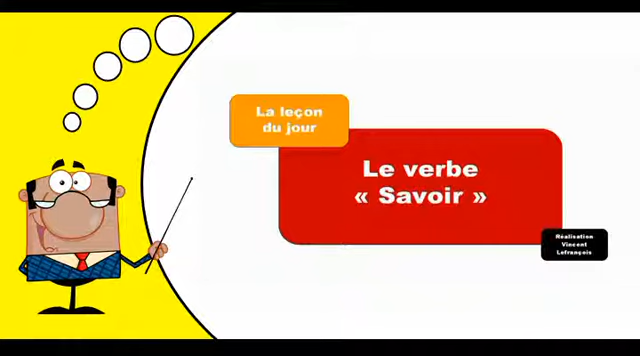 La leçon
du jour
Le verbe
« Savoir »
Réalisation
Vincent
Lefrançois